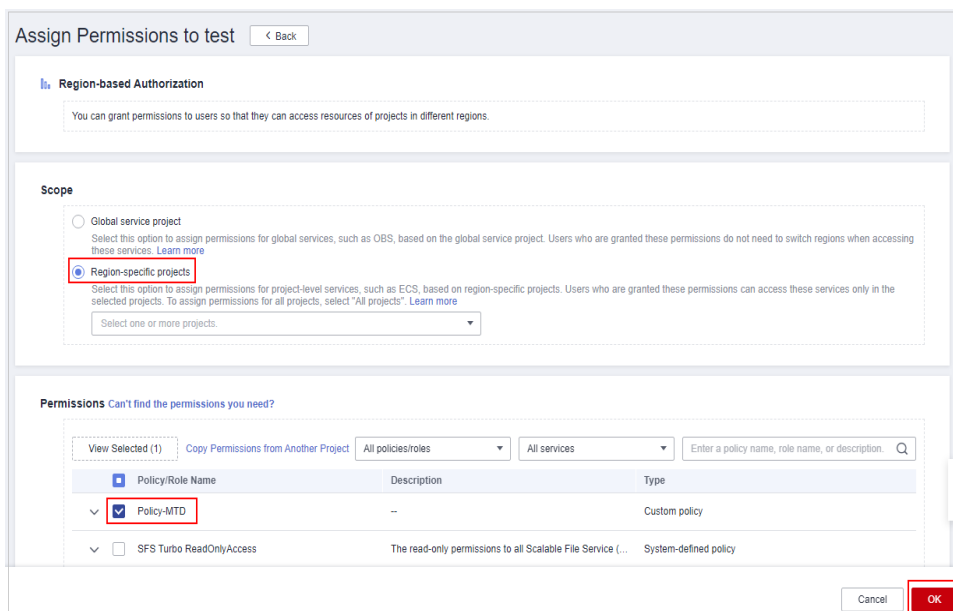 Assign Permissions to test
< Back
Region-based Authorization
You can grant permissions to users so that they can access resources of projects in different regions.
Scope
Global service project
Select this option to assign permissions for global services, such as OBS, based on the global service project. Users who are granted these permissions do not need to switch regions when accessing
these services. Learn more
Region-specific projects
Select this option to assign permissions for project-level services, such as ECS, based on region-specific projects. Users who are granted these permissions can access these services only in the
selected projects. To assign permissions for all projects, select "All projects". Learn more
Select one or more projects.
Permissions Can't find the permissions you need?
View Selected (1) Copy Permissions from Another Project All policies/roles All services Enter a policy name, role name, or description.
Policy/Role Name Description Type
Policy-MTD -- Custom policy
SFS Turbo ReadOnlyAccess The read-only permissions to all Scalable File Service (... System-defined policy
Cancel OK